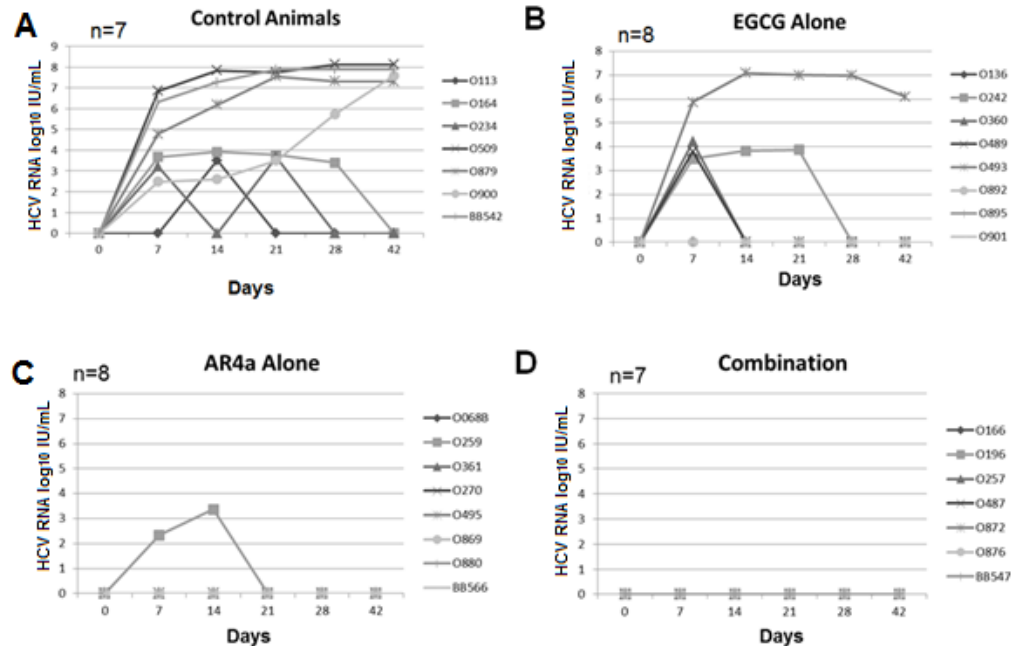 A
Control Animals
n=7
HCV RNA log10 IU/mL
9
8
7
6
5
4
3
2
1
0
0 7 14 21 28 42
Days
O113
O164
O234
O509
O879
O900
BB542
B
EGCG Alone
n=8
HCV RNA log10 IU/mL
8
7
6
5
4
3
2
1
0
0 7 14 21 28 42
Days
O136
O242
O360
O489
O493
O892
O895
O901
C
AR4a Alone
n=8
HCV RNA log10 IU/mL
8
7
6
5
4
3
2
1
0
0 7 14 21 28 42
Days
O068B
O259
O361
O270
O495
O869
O880
BB566
D
Combination
n=7
HCV RNA log10 IU/mL
8
7
6
5
4
3
2
1
0
0 7 14 21 28 42
Days
O166
O196
O257
O487
O872
O876
BB547